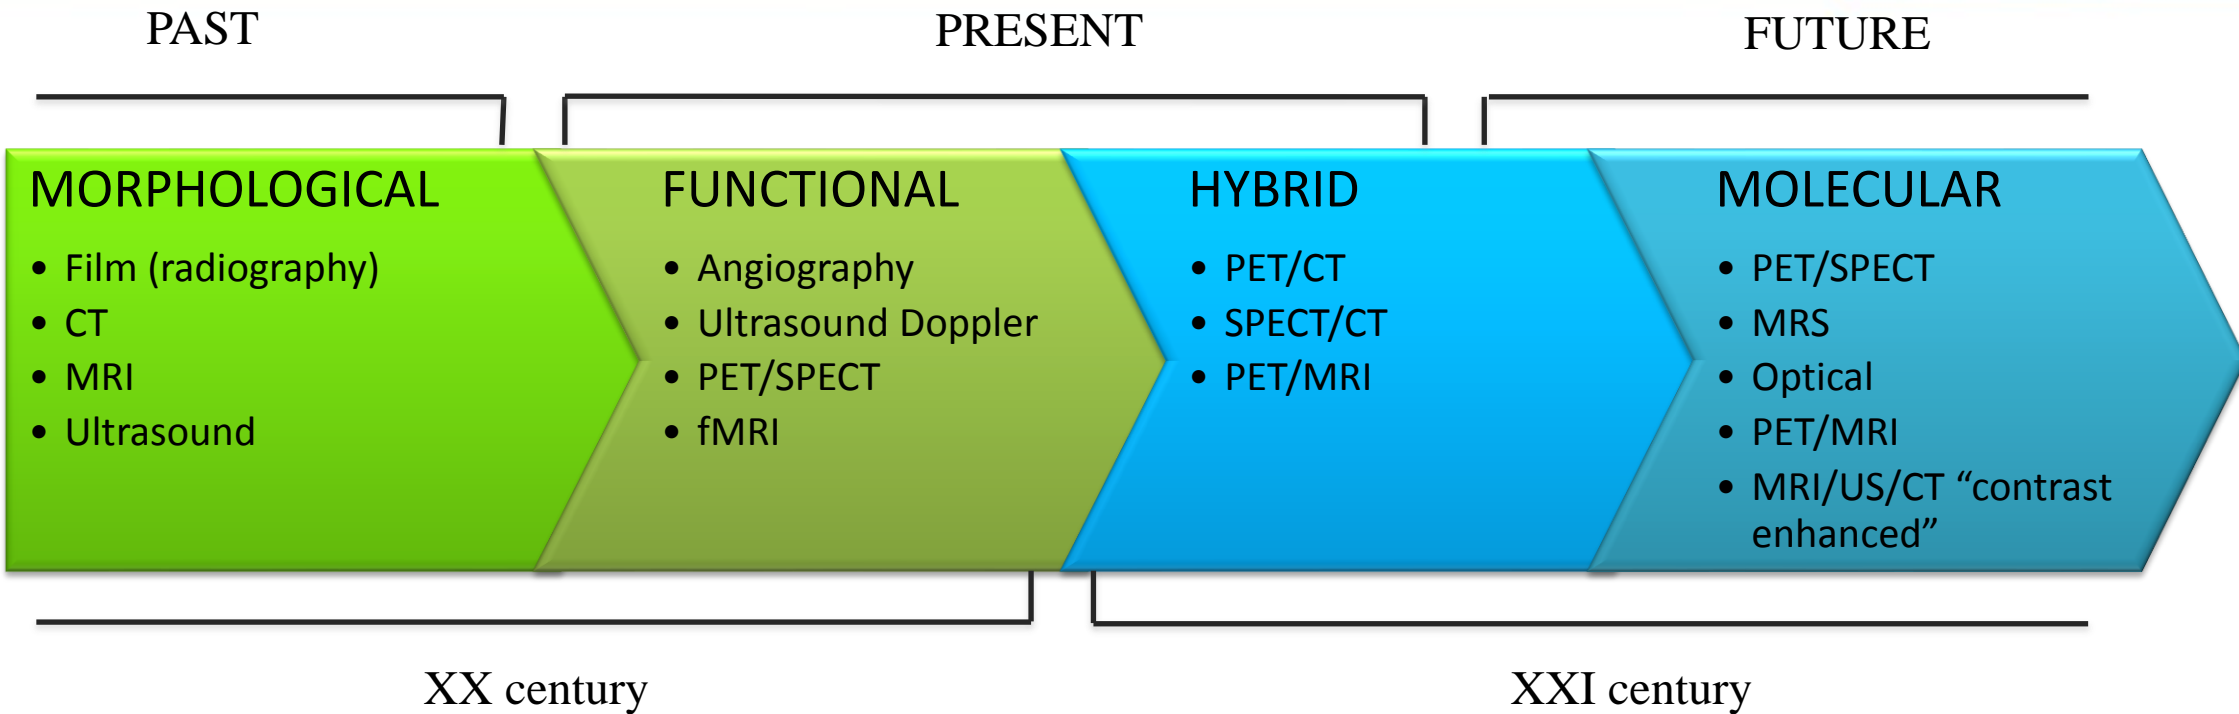 PAST
PRESENT
FUTURE
MORPHOLOGICAL
• Film (radiography)
• CT
• MRI
• Ultrasound
FUNCTIONAL
• Angiography
• Ultrasound Doppler
• PET/SPECT
• fMRI
HYBRID
• PET/CT
• SPECT/CT
• PET/MRI
MOLECULAR
• PET/SPECT
• MRS
• Optical
• PET/MRI
• MRI/US/CT “contrast
enhanced”
XX century
XXI century